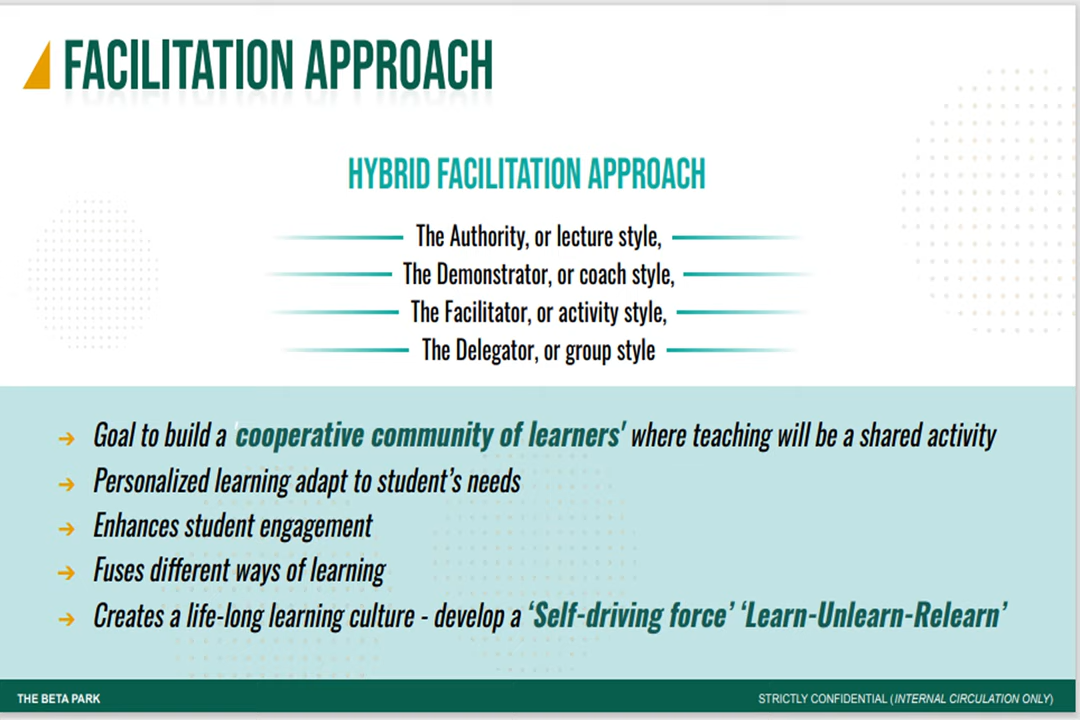 FACILITATION APPROACH
HYBRID FACILITATION APPROACH
The Authority, or lecture style,
The Demonstrator, or coach style,
The Facilitator, or activity style,
The Delegator, or group style
→ Goal to build a 'cooperative community of learners' where teaching will be a shared activity
→ Personalized learning adapt to student's needs
→ Enhances student engagement
→ Fuses different ways of learning
→ Creates a life-long learning culture - develop a ‘Self-driving force’ ‘Learn-Unlearn-Relearn’
THE BETA PARK
STRICTLY CONFIDENTIAL (INTERNAL CIRCULATION ONLY)